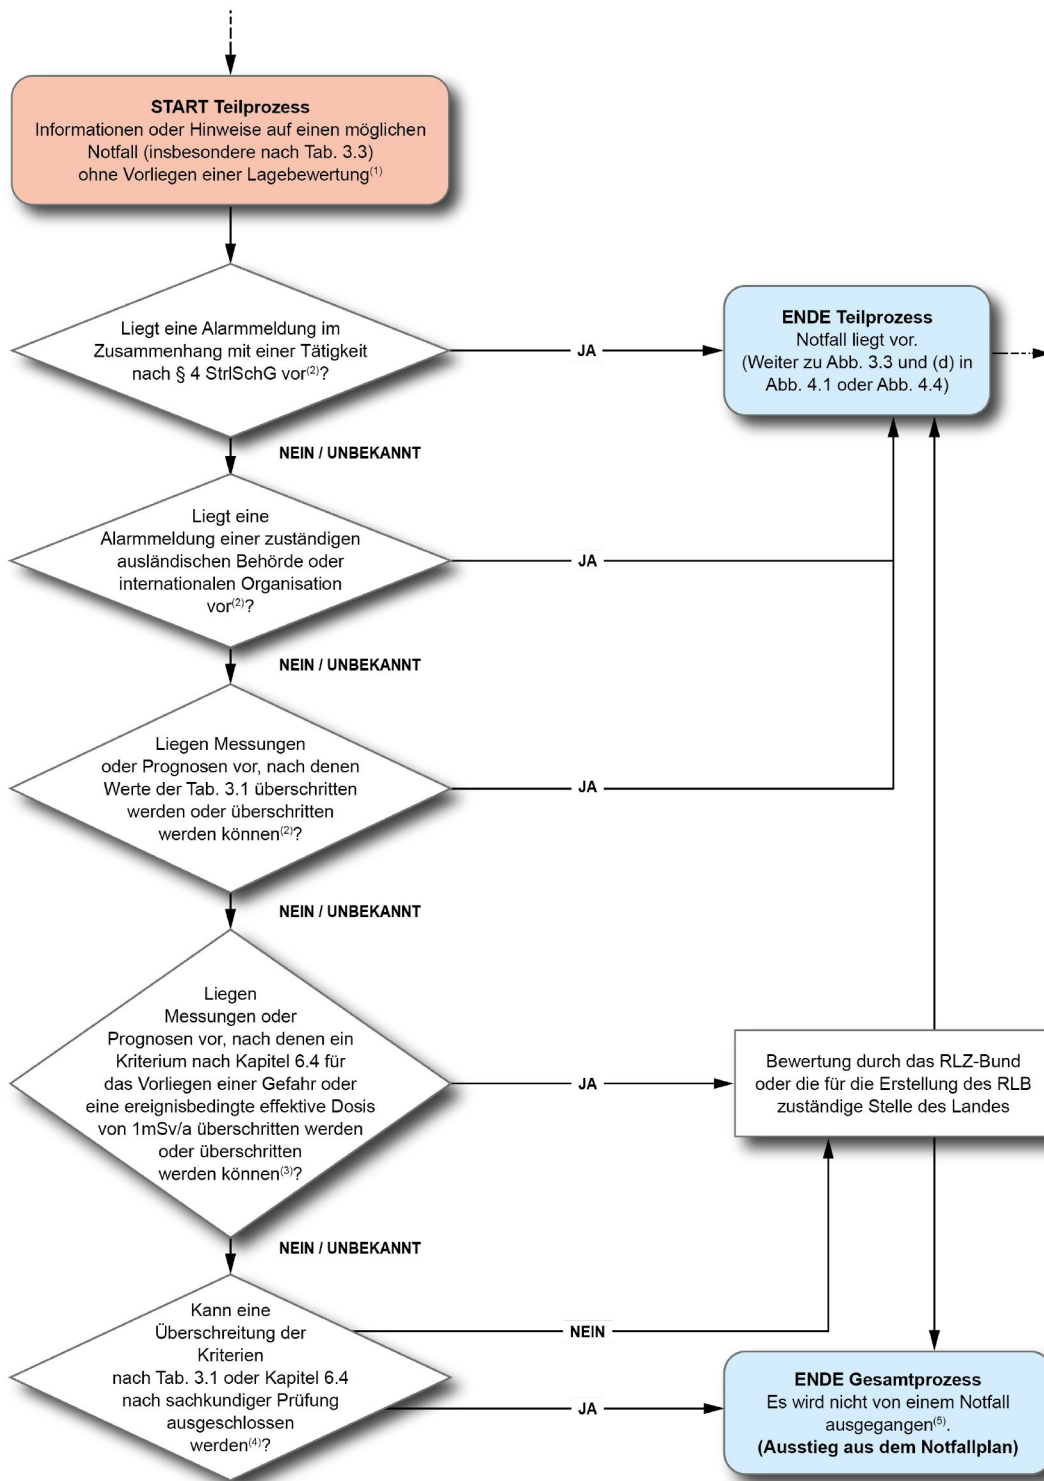 START Teilprozess
Informationen oder Hinweise auf einen möglichen
Notfall (insbesondere nach Tab. 3.3)
ohne Vorliegen einer Lagebewertung(1)
Liegt eine Alarmmeldung im
Zusammenhang mit einer Tätigkeit
nach § 4 StrlSchG vor(2)?
JA
ENDE Teilprozess
Notfall liegt vor.
(Weiter zu Abb. 3.3 und (d) in
Abb. 4.1 oder Abb. 4.4)
NEIN / UNBEKANNT
Liegt eine
Alarmmeldung einer zuständigen
ausländischen Behörde oder
internationalen Organisation
vor(2)?
JA
NEIN / UNBEKANNT
Liegen Messungen
oder Prognosen vor, nach denen
Werte der Tab. 3.1 überschritten
werden oder überschritten
werden können(2)?
JA
NEIN / UNBEKANNT
Liegen
Messungen oder
Prognosen vor, nach denen ein
Kriterium nach Kapitel 6.4 für
das Vorliegen einer Gefahr oder
eine ereignisbedingte effektive Dosis
von 1mSv/a überschritten werden
oder überschritten
werden können(3)?
JA
Bewertung durch das RLZ-Bund
oder die für die Erstellung des RLB
zuständige Stelle des Landes
NEIN / UNBEKANNT
Kann eine
Überschreitung der
Kriterien
nach Tab. 3.1 oder Kapitel 6.4
nach sachkundiger Prüfung
ausgeschlossen
werden(4)?
NEIN
JA
ENDE Gesamtprozess
Es wird nicht von einem Notfall
ausgegangen(5).
(Ausstieg aus dem Notfallplan)